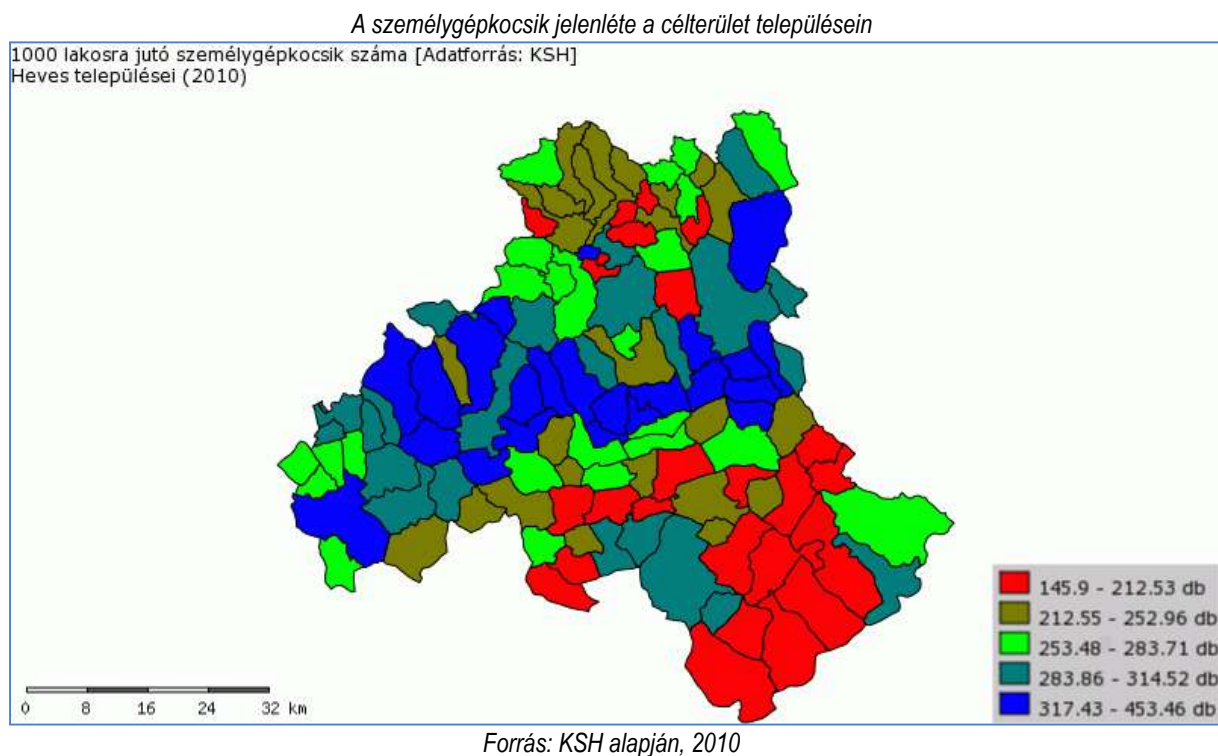 A személygépkocsik jelenléte a célterület településein
1000 lakosra jutó személygépkocsik száma [Adatforrás: KSH]
Heves települései (2010)
145.9 - 212.53 db
212.55 - 252.96 db
253.48 - 283.71 db
283.86 - 314.52 db
317.43 - 453.46 db
0 8 16 24 32 km
Forrás: KSH alapján, 2010